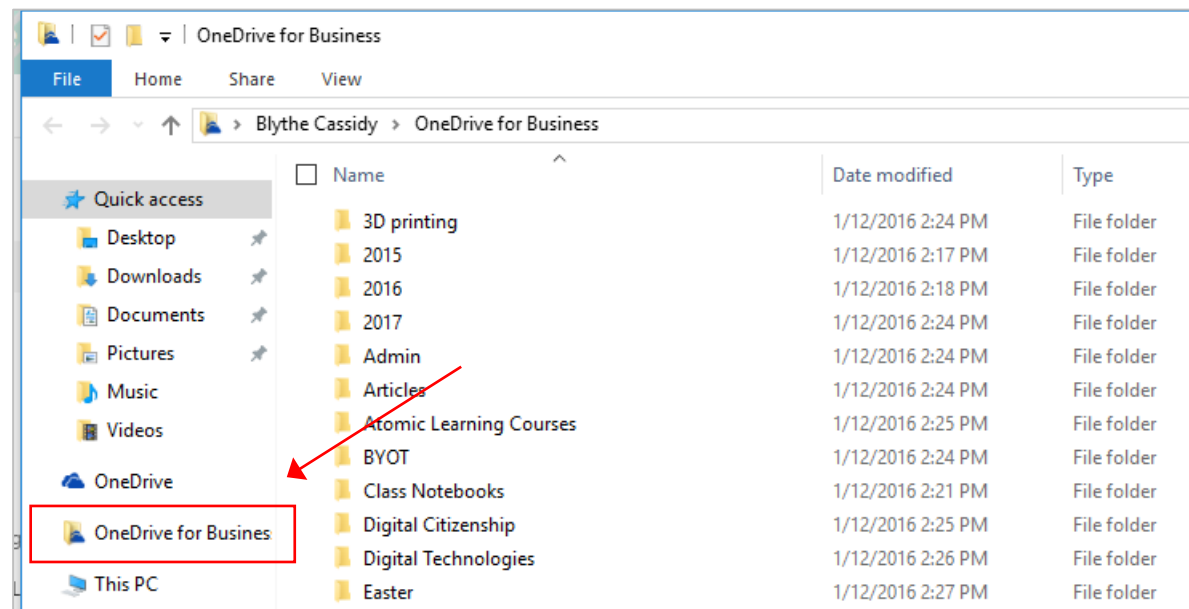 OneDrive for Business
File Home Share View
Blythe Cassidy > OneDrive for Business
Name Date modified Type
Quick access
Desktop
Downloads
Documents
Pictures
Music
Videos
OneDrive
OneDrive for Busines
This PC
3D printing 1/12/2016 2:24 PM File folder
2015 1/12/2016 2:17 PM File folder
2016 1/12/2016 2:18 PM File folder
2017 1/12/2016 2:24 PM File folder
Admin 1/12/2016 2:24 PM File folder
Articles 1/12/2016 2:24 PM File folder
Atomic Learning Courses 1/12/2016 2:25 PM File folder
BYOT 1/12/2016 2:24 PM File folder
Class Notebooks 1/12/2016 2:21 PM File folder
Digital Citizenship 1/12/2016 2:25 PM File folder
Digital Technologies 1/12/2016 2:26 PM File folder
Easter 1/12/2016 2:27 PM File folder